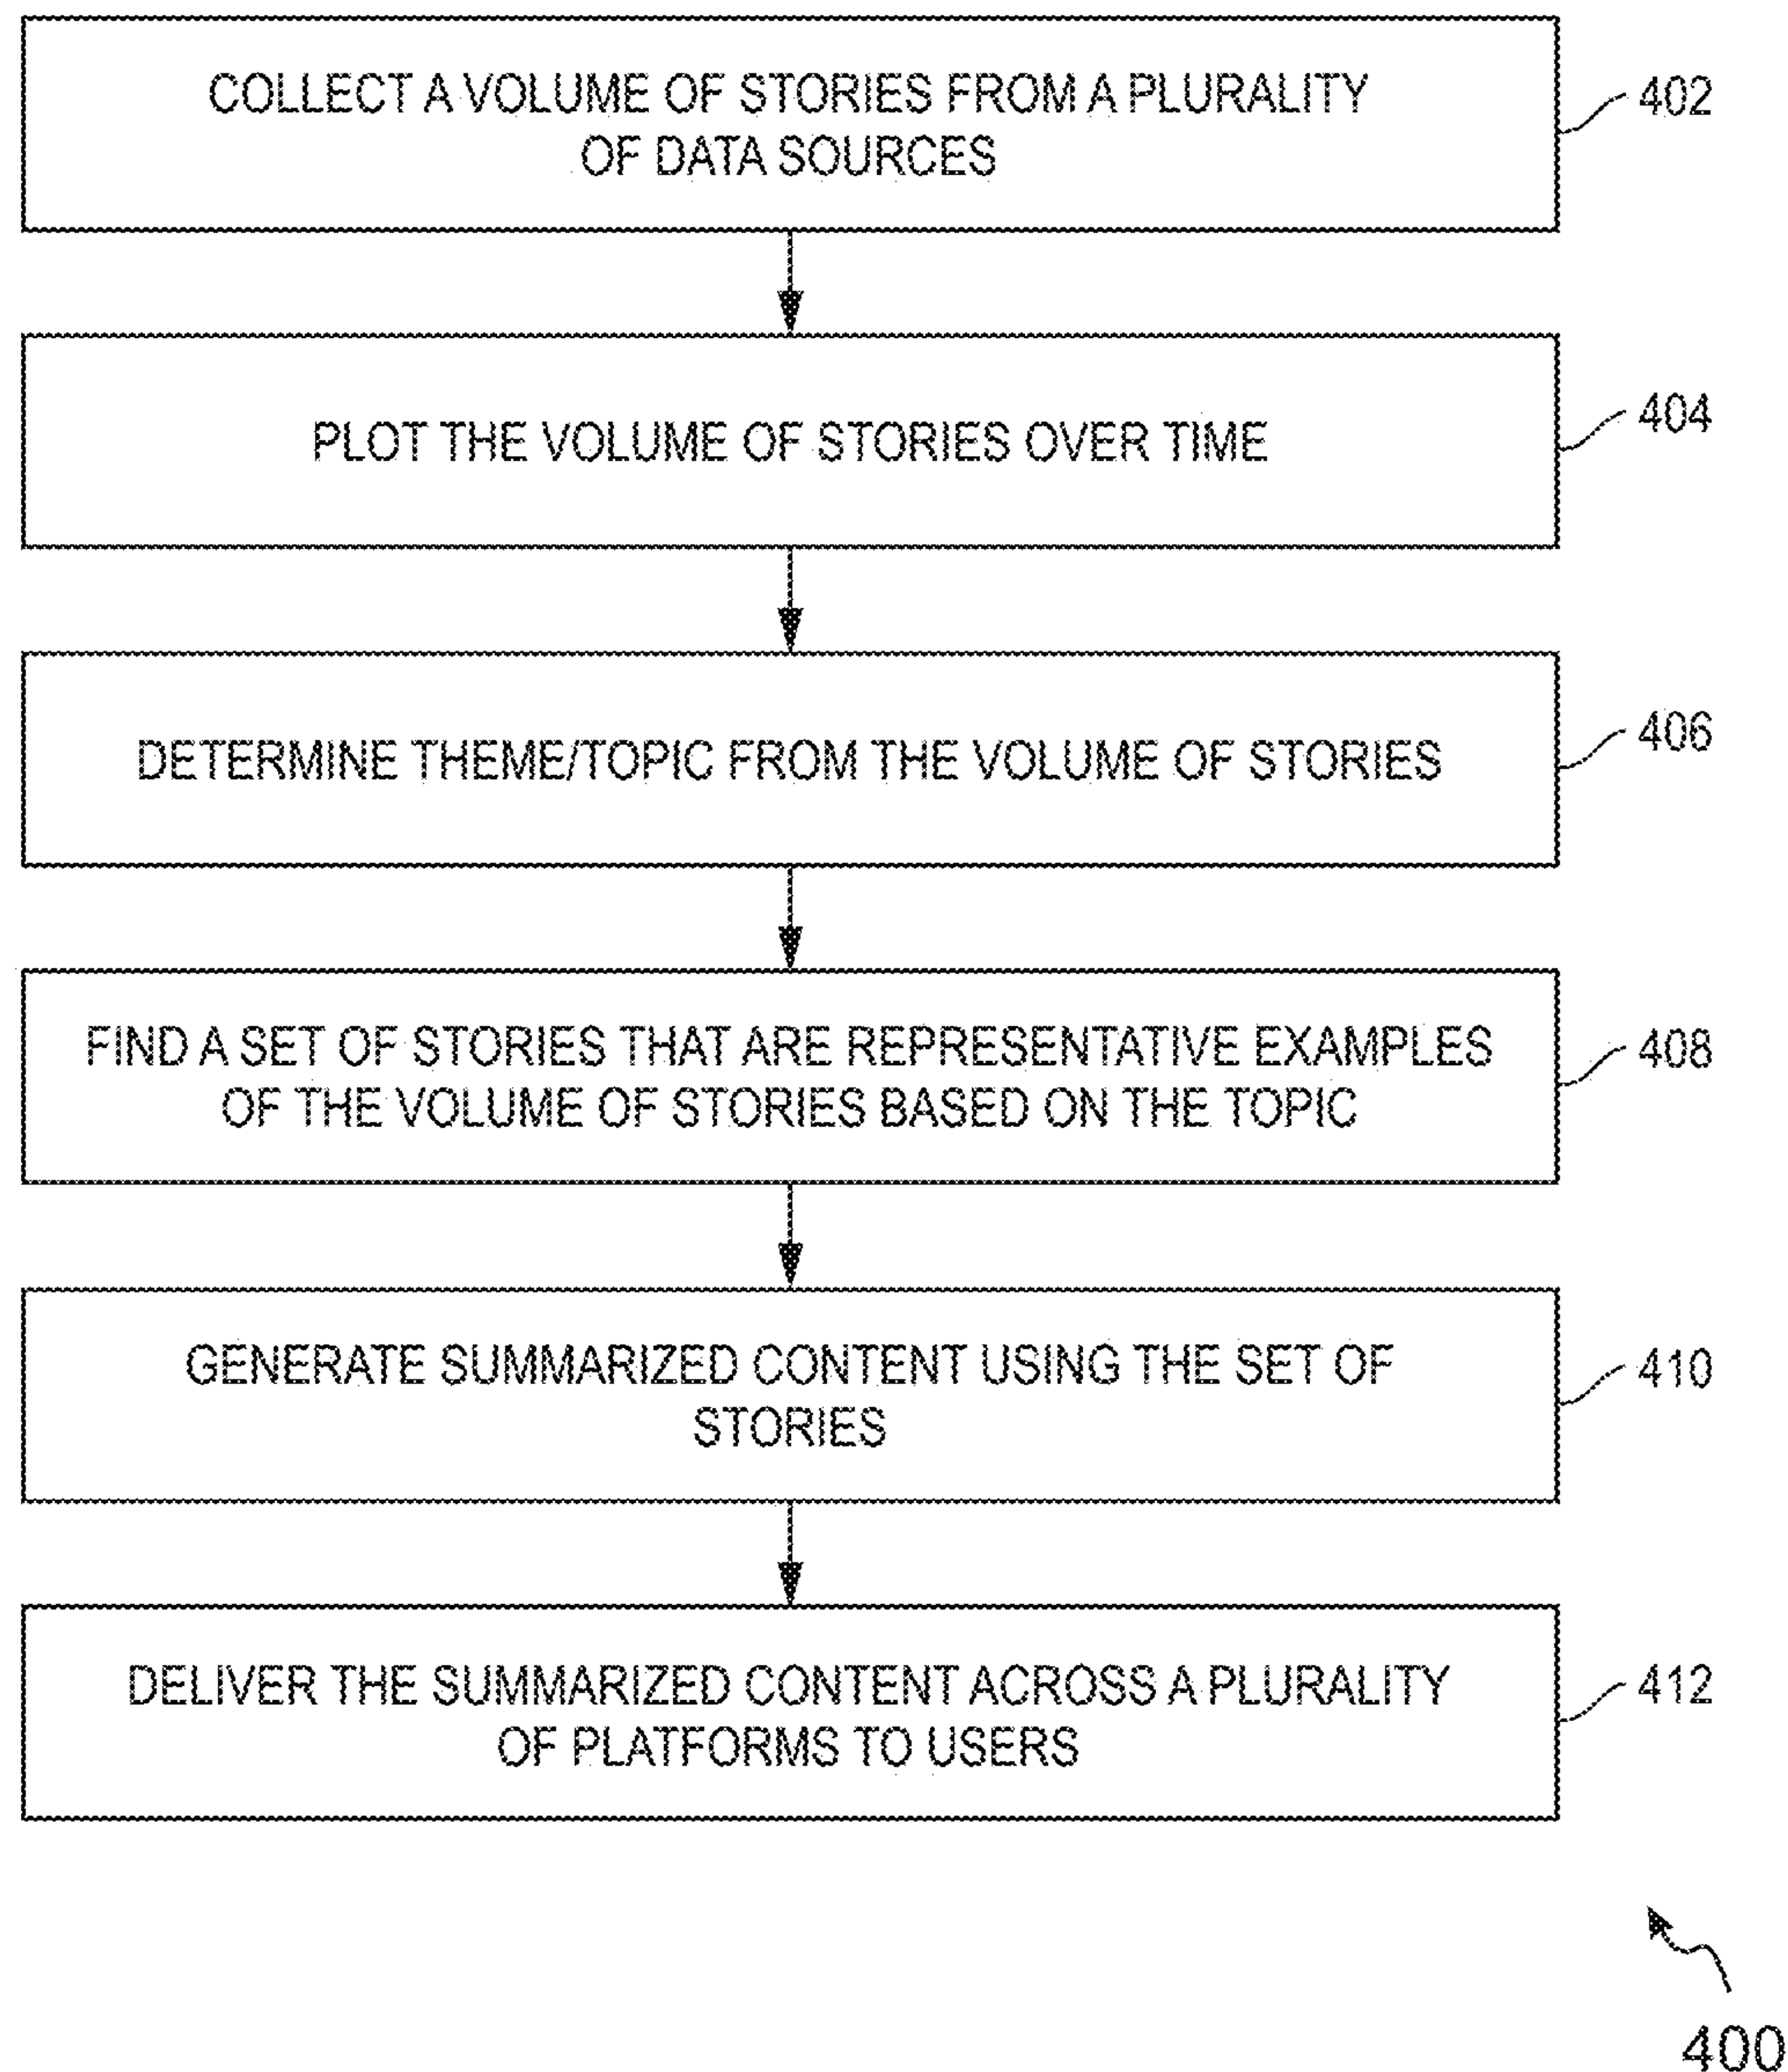 COLLECT A VOLUME OF STORIES FROM A PLURALITY
OF DATA SOURCES
402
PLOT THE VOLUME OF STORIES OVER TIME
404
DETERMINE THEME/TOPIC FROM THE VOLUME OF STORIES
406
FIND A SET OF STORIES THAT ARE REPRESENTATIVE EXAMPLES
OF THE VOLUME OF STORIES BASED ON THE TOPIC
408
GENERATE SUMMARIZED CONTENT USING THE SET OF
STORIES
410
DELIVER THE SUMMARIZED CONTENT ACROSS A PLURALITY
OF PLATFORMS TO USERS
412
400